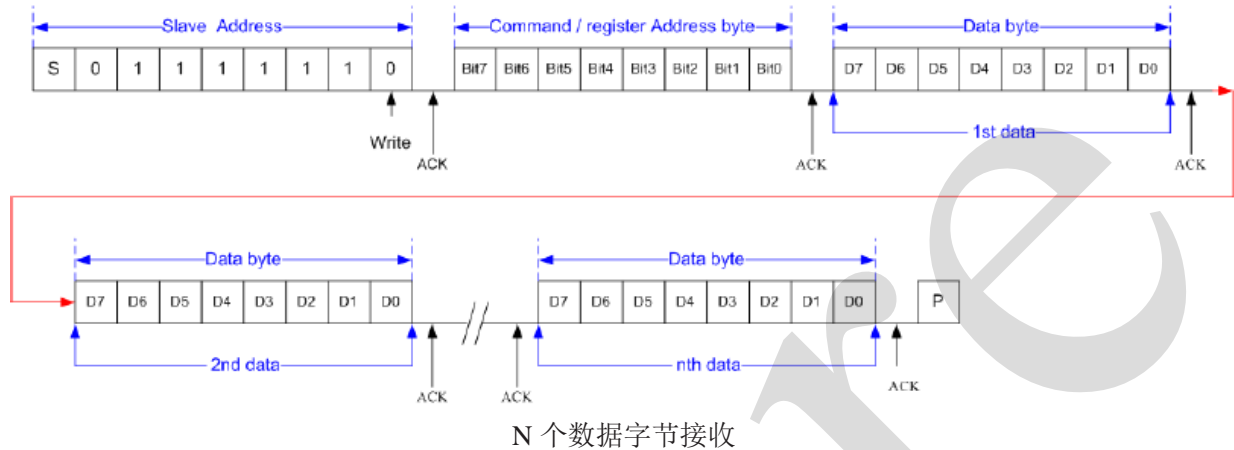 Slave Address Command / register Address byte Data byte
S 0 1 1 1 1 1 1 0 Bit7 Bit6 Bit5 Bit4 Bit3 Bit2 Bit1 Bit0 D7 D6 D5 D4 D3 D2 D1 D0
1st data
Write
ACK ACK ACK
Data byte Data byte
D7 D6 D5 D4 D3 D2 D1 D0 // D7 D6 D5 D4 D3 D2 D1 D0 P
2nd data nth data
ACK ACK ACK
N 个数据字节接收